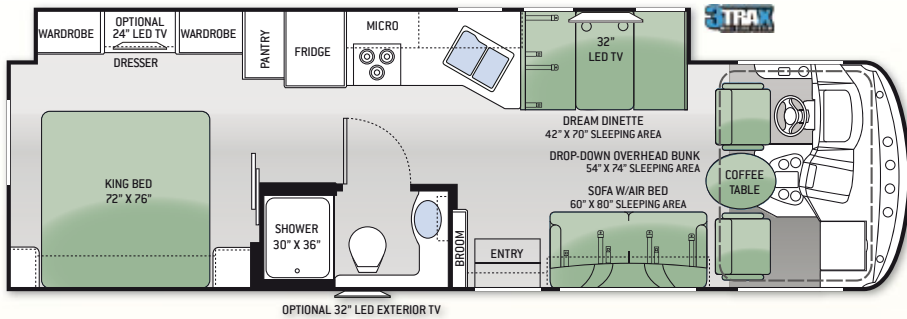 3TRAX
WARDROBE
OPTIONAL
24" LED TV
WARDROBE
DRESSER
PANTRY
FRIDGE
MICRO
32"
LED TV
DREAM DINETTE
42" X 70" SLEEPING AREA
DROP-DOWN OVERHEAD BUNK
54" X 74" SLEEPING AREA
SOFA W/AIR BED
60" X 80" SLEEPING AREA
COFFEE
TABLE
KING BED
72" X 76"
SHOWER
30" X 36"
BROOM
ENTRY
OPTIONAL 32" LED EXTERIOR TV